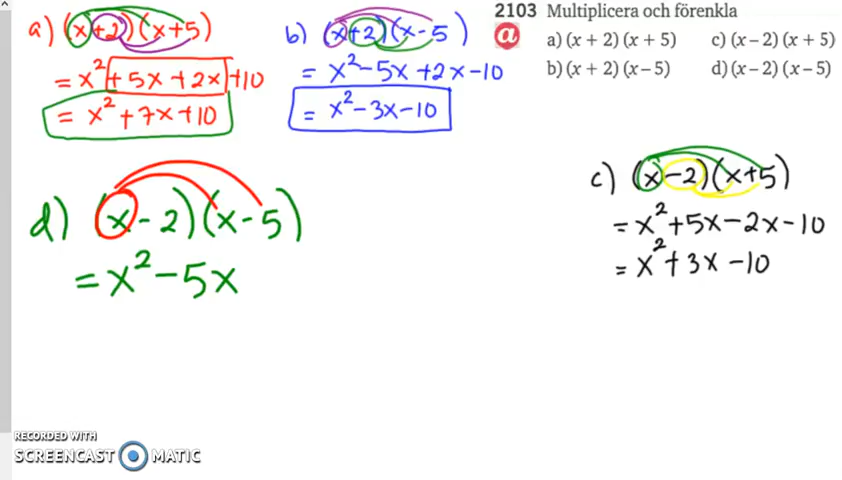 a) (x+2)(x+5)
= x² + 5x + 2x + 10
= x² + 7x + 10
b) (x+2)(x-5)
= x² - 5x + 2x - 10
= x² - 3x - 10
2103 Multiplicera och förenkla
a
a) (x + 2) (x + 5) c) (x – 2) (x + 5)
b) (x + 2) (x – 5) d) (x – 2) (x – 5)
c) (x-2)(x+5)
= x² + 5x - 2x - 10
= x² + 3x - 10
d) (x - 2)(x - 5)
= x² - 5x
RECORDED WITH
SCREENCAST MATIC